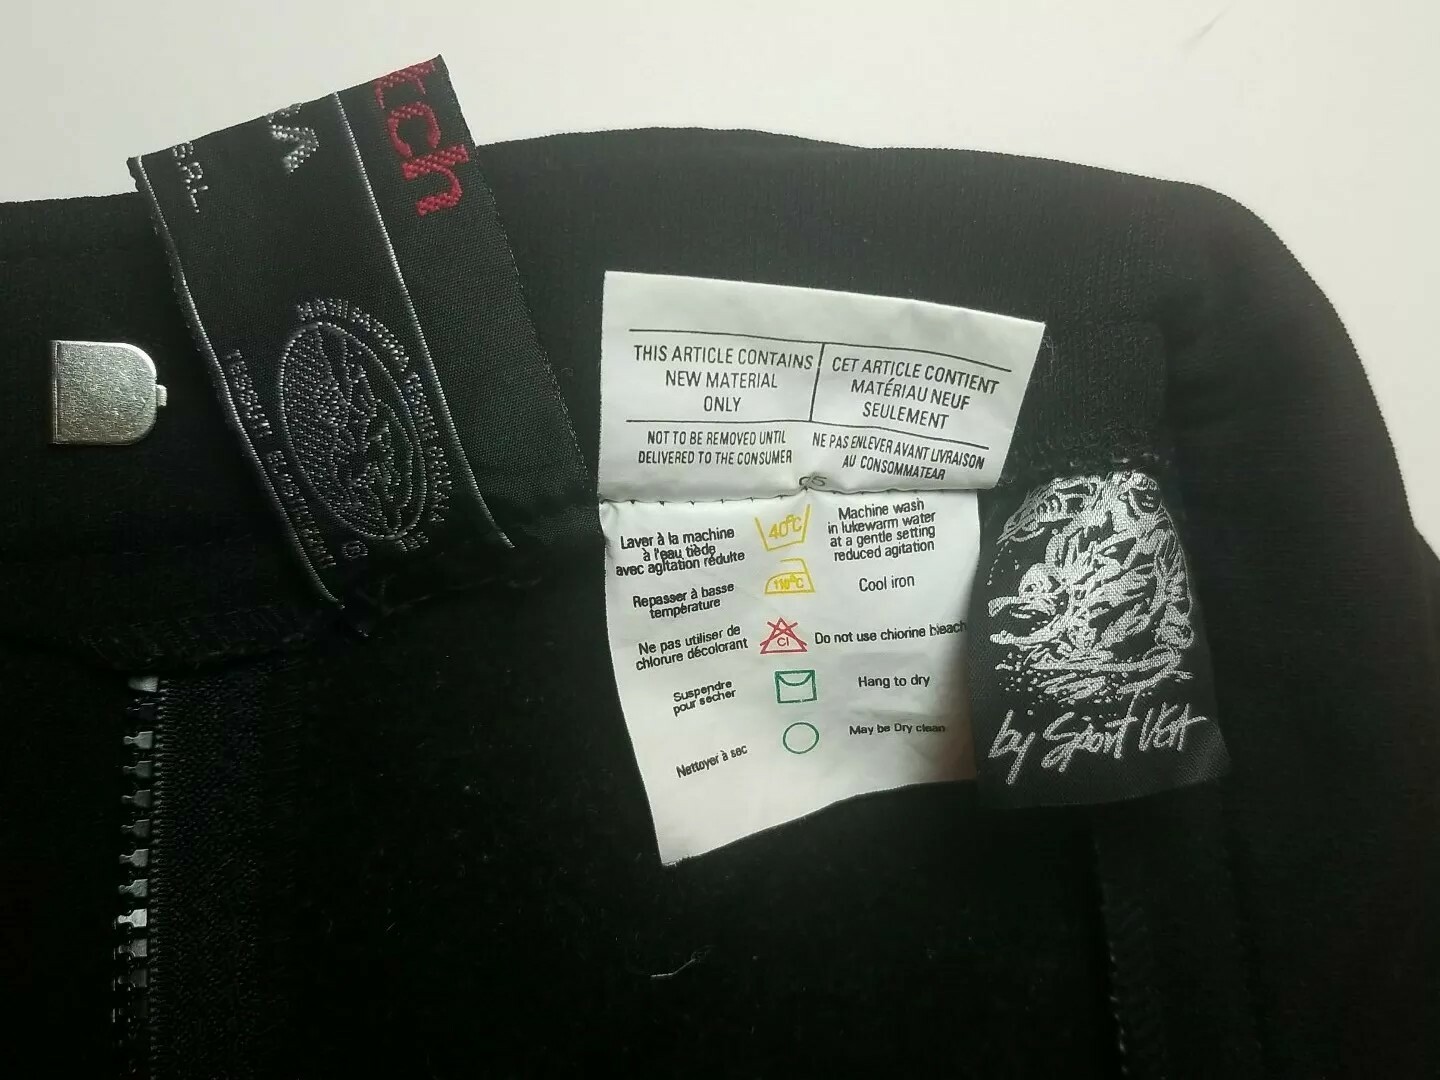 tch
THIS ARTICLE CONTAINS
NEW MATERIAL
ONLY
CET ARTICLE CONTIENT
MATÉRIAU NEUF
SEULEMENT
NOT TO BE REMOVED UNTIL
DELIVERED TO THE CONSUMER
NE PAS ENLEVER AVANT LIVRAISON
AU CONSOMMATEAR
Laver à la machine
à l'eau tiède
avec agitation réduite
40°C
Machine wash
in lukewarm water
at a gentle setting
reduced agitation
Repasser à basse
température
110°C
Cool iron
Ne pas utiliser de
chlorure décolorant
Cl
Do not use chiorine bleach
Suspendre
pour sécher
Hang to dry
Nettoyer à sec
May be Dry clean
by Sport VGA